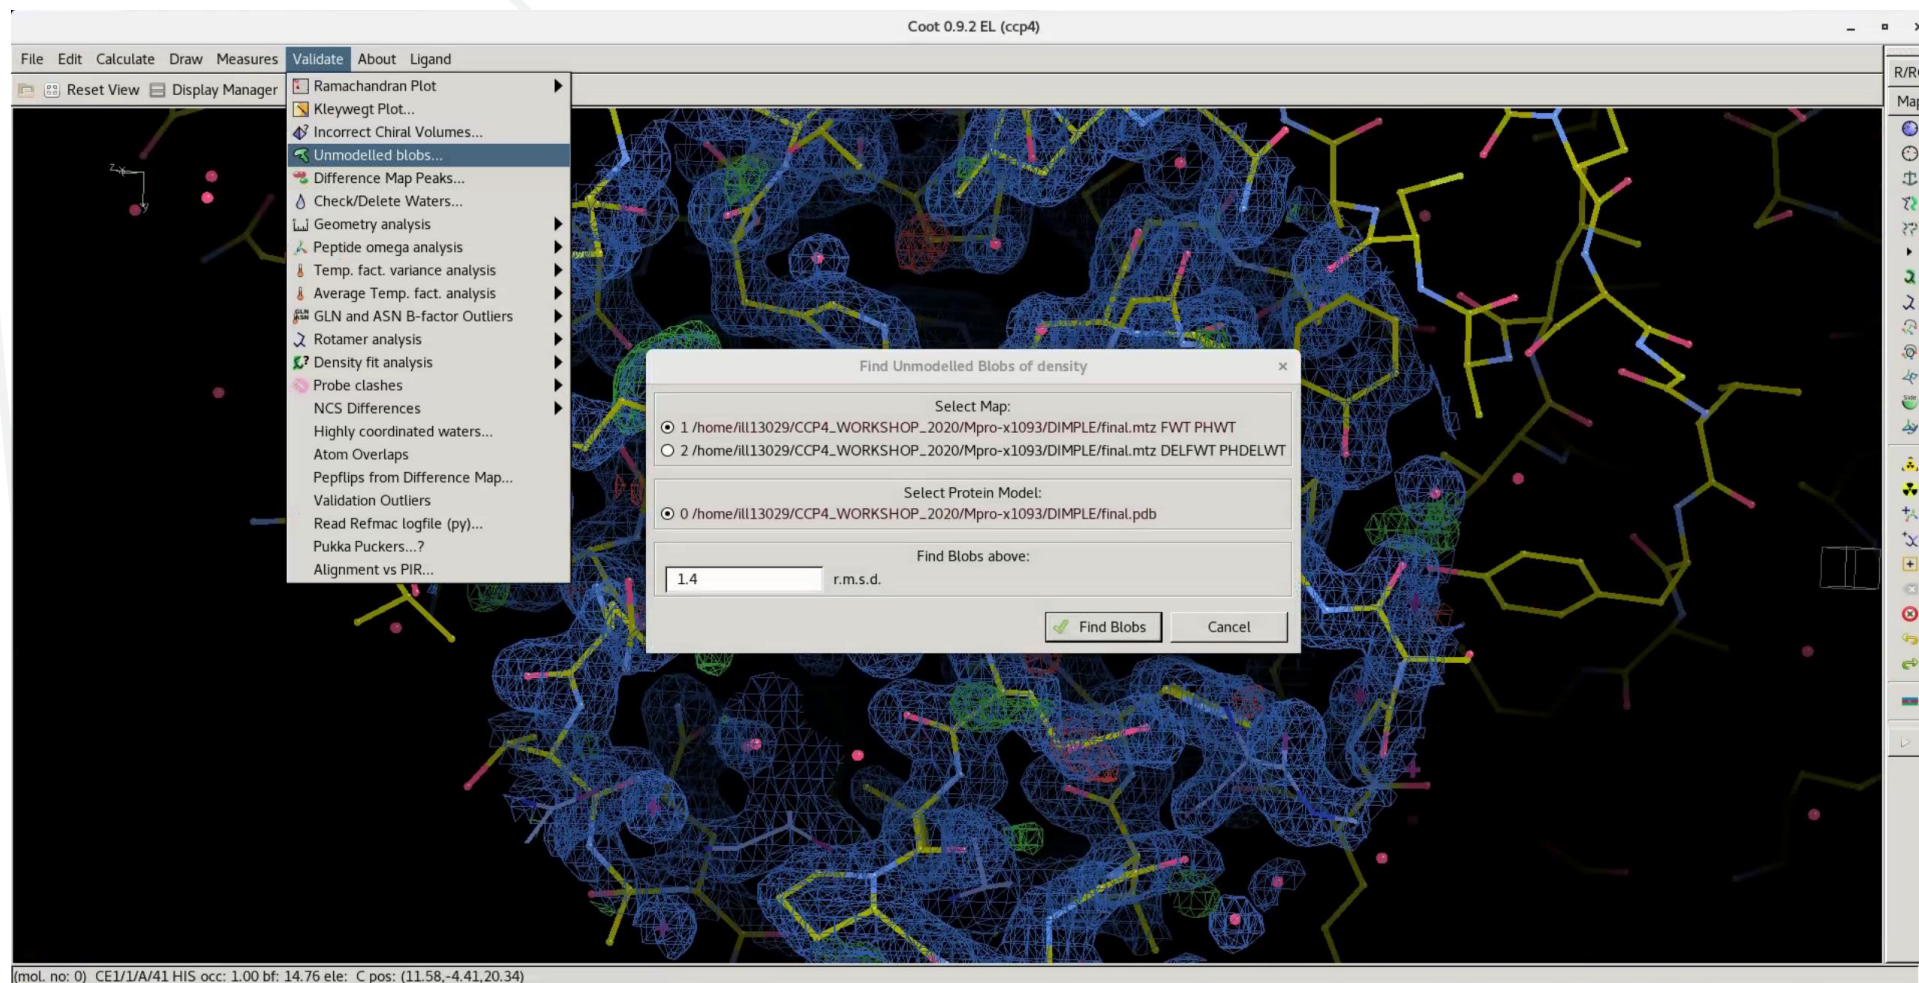 Coot 0.9.2 EL (ccp4)
File Edit Calculate Draw Measures Validate About Ligand
Reset View Display Manager
R/R
Map
Ramachandran Plot
Kleywegt Plot...
Incorrect Chiral Volumes...
Unmodelled blobs...
Difference Map Peaks...
Check/Delete Waters...
Geometry analysis
Peptide omega analysis
Temp. fact. variance analysis
Average Temp. fact. analysis
GLN and ASN B-factor Outliers
Rotamer analysis
Density fit analysis
Probe clashes
NCS Differences
Highly coordinated waters...
Atom Overlaps
Pepflips from Difference Map...
Validation Outliers
Read Refmac logfile (py)...
Pukka Puckers...?
Alignment vs PIR...
Find Unmodelled Blobs of density
Select Map:
1 /home/ill13029/CCP4_WORKSHOP_2020/Mpro-x1093/DIMPLE/final.mtz FWT PHWT
2 /home/ill13029/CCP4_WORKSHOP_2020/Mpro-x1093/DIMPLE/final.mtz DELFWT PHDELWT
Select Protein Model:
0 /home/ill13029/CCP4_WORKSHOP_2020/Mpro-x1093/DIMPLE/final.pdb
Find Blobs above:
1.4 r.m.s.d.
Find Blobs Cancel
(mol. no: 0) CE1/1/A/41 HIS occ: 1.00 bf: 14.76 ele: C pos: (11.58,-4.41,20.34)